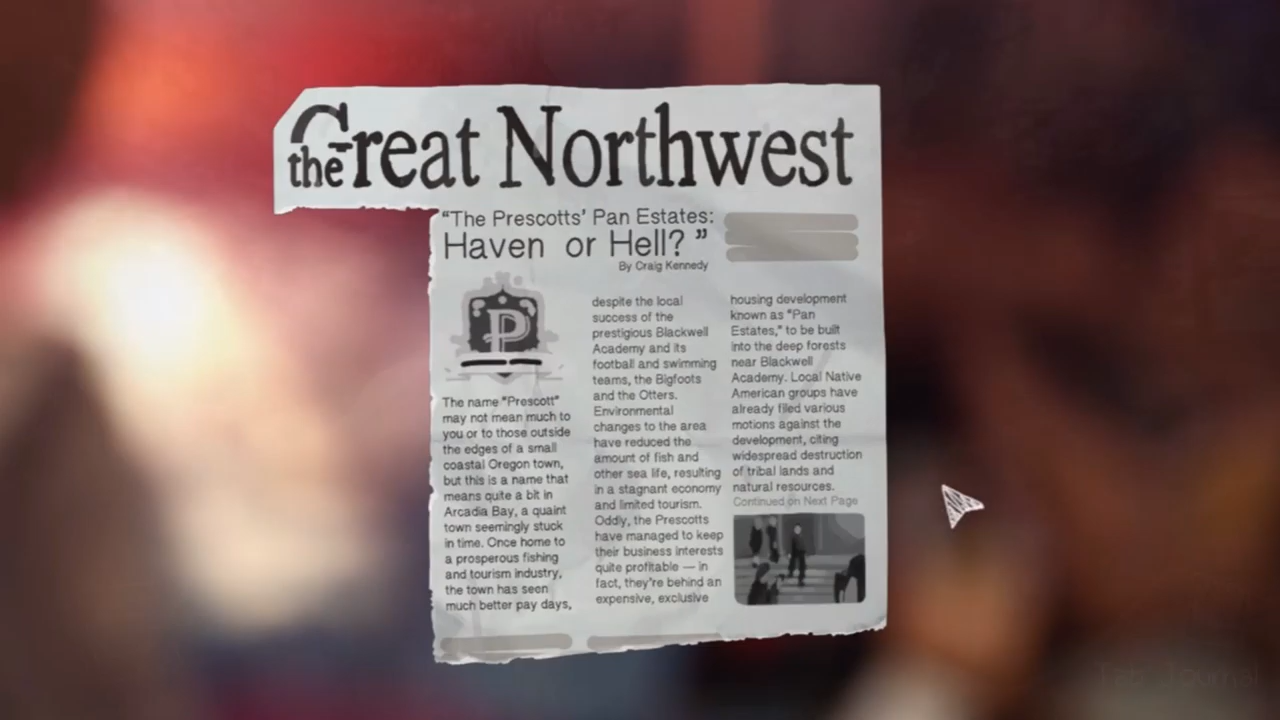 the Great Northwest
"The Prescotts' Pan Estates:
Haven or Hell?"
By Craig Kennedy
P
The name "Prescott"
may not mean much to
you or to those outside
the edges of a small
coastal Oregon town,
but this is a name that
means quite a bit in
Arcadia Bay, a quaint
town seemingly stuck
in time. Once home to
a prosperous fishing
and tourism industry,
the town has seen
much better pay days,
despite the local
success of the
prestigious Blackwell
Academy and its
football and swimming
teams, the Bigfoots
and the Otters.
Environmental
changes to the area
have reduced the
amount of fish and
other sea life, resulting
in a stagnant economy
and limited tourism.
Oddly, the Prescotts
have managed to keep
their business interests
quite profitable — in
fact, they're behind an
expensive, exclusive
housing development
known as "Pan
Estates," to be built
into the deep forests
near Blackwell
Academy. Local Native
American groups have
already filed various
motions against the
development, citing
widespread destruction
of tribal lands and
natural resources.
Continued on Next Page
Tab Journal